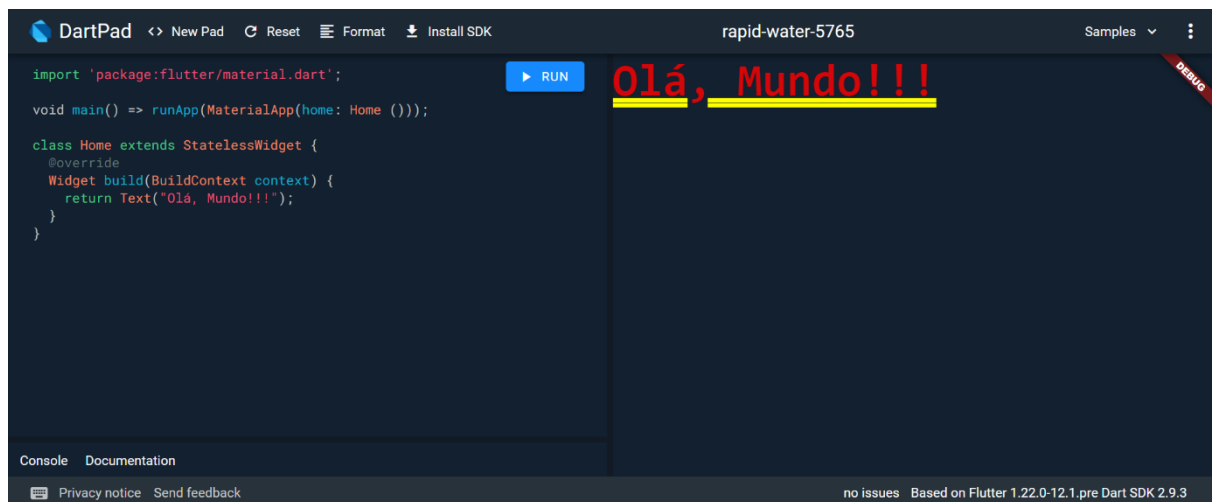 DartPad <> New Pad Reset Format Install SDK rapid-water-5765 Samples
import 'package:flutter/material.dart';
RUN
void main() => runApp(MaterialApp(home: Home ()));
class Home extends StatelessWidget {
@override
Widget build(BuildContext context) {
return Text("Olá, Mundo!!!");
}
}
Olá, Mundo!!!
DEBUG
Console Documentation
Privacy notice Send feedback no issues Based on Flutter 1.22.0-12.1.pre Dart SDK 2.9.3